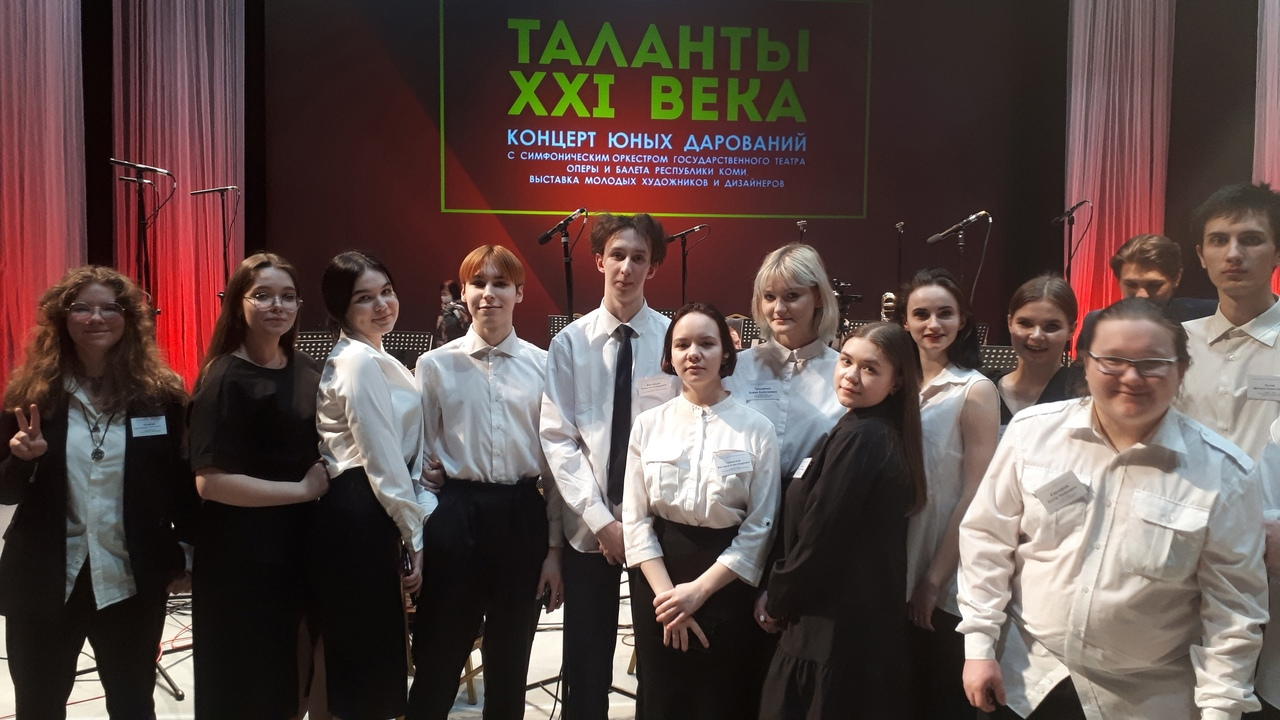 ТАЛАНТЫ
XXI ВЕКА
КОНЦЕРТ ЮНЫХ ДАРОВАНИЙ
С СИМФОНИЧЕСКИМ ОРКЕСТРОМ ГОСУДАРСТВЕННОГО ТЕАТРА
ОПЕРЫ И БАЛЕТА РЕСПУБЛИКИ КОМИ
ВЫСТАВКА МОЛОДЫХ ХУДОЖНИКОВ И ДИЗАЙНЕРОВ